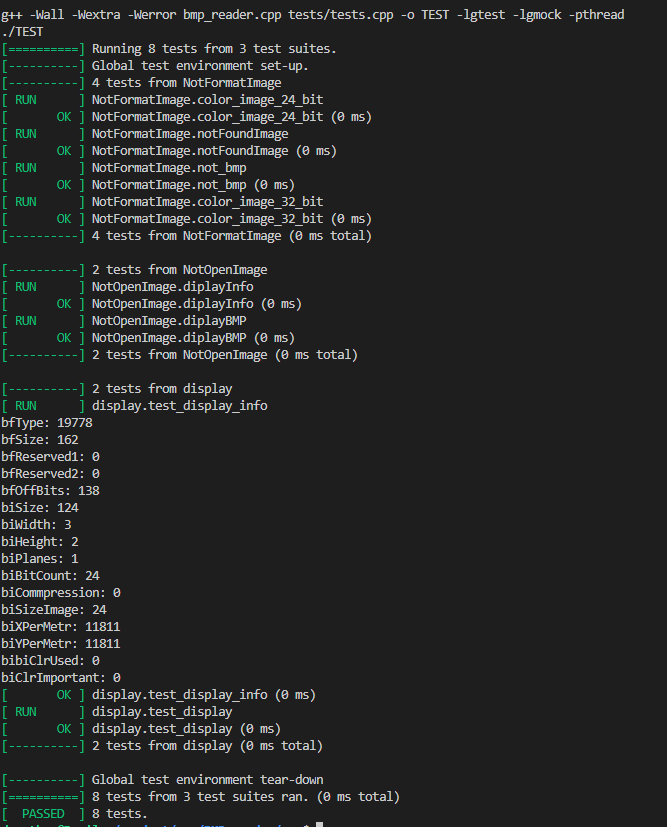 g++ -Wall -Wextra -Werror bmp_reader.cpp tests/tests.cpp -o TEST -lgtest -lgmock -pthread
./TEST
[==========] Running 8 tests from 3 test suites.
[----------] Global test environment set-up.
[----------] 4 tests from NotFormatImage
[ RUN      ] NotFormatImage.color_image_24_bit
[       OK ] NotFormatImage.color_image_24_bit (0 ms)
[ RUN      ] NotFormatImage.notFoundImage
[       OK ] NotFormatImage.notFoundImage (0 ms)
[ RUN      ] NotFormatImage.not_bmp
[       OK ] NotFormatImage.not_bmp (0 ms)
[ RUN      ] NotFormatImage.color_image_32_bit
[       OK ] NotFormatImage.color_image_32_bit (0 ms)
[----------] 4 tests from NotFormatImage (0 ms total)
[----------] 2 tests from NotOpenImage
[ RUN      ] NotOpenImage.diplayInfo
[       OK ] NotOpenImage.diplayInfo (0 ms)
[ RUN      ] NotOpenImage.diplayBMP
[       OK ] NotOpenImage.diplayBMP (0 ms)
[----------] 2 tests from NotOpenImage (0 ms total)
[----------] 2 tests from display
[ RUN      ] display.test_display_info
bfType: 19778
bfSize: 162
bfReserved1: 0
bfReserved2: 0
bfOffBits: 138
biSize: 124
biWidth: 3
biHeight: 2
biPlanes: 1
biBitCount: 24
biCommpression: 0
biSizeImage: 24
biXPerMetr: 11811
biYPerMetr: 11811
bibiClrUsed: 0
biClrImportant: 0
[       OK ] display.test_display_info (0 ms)
[ RUN      ] display.test_display
[       OK ] display.test_display (0 ms)
[----------] 2 tests from display (0 ms total)
[----------] Global test environment tear-down
[==========] 8 tests from 3 test suites ran. (0 ms total)
[  PASSED  ] 8 tests.